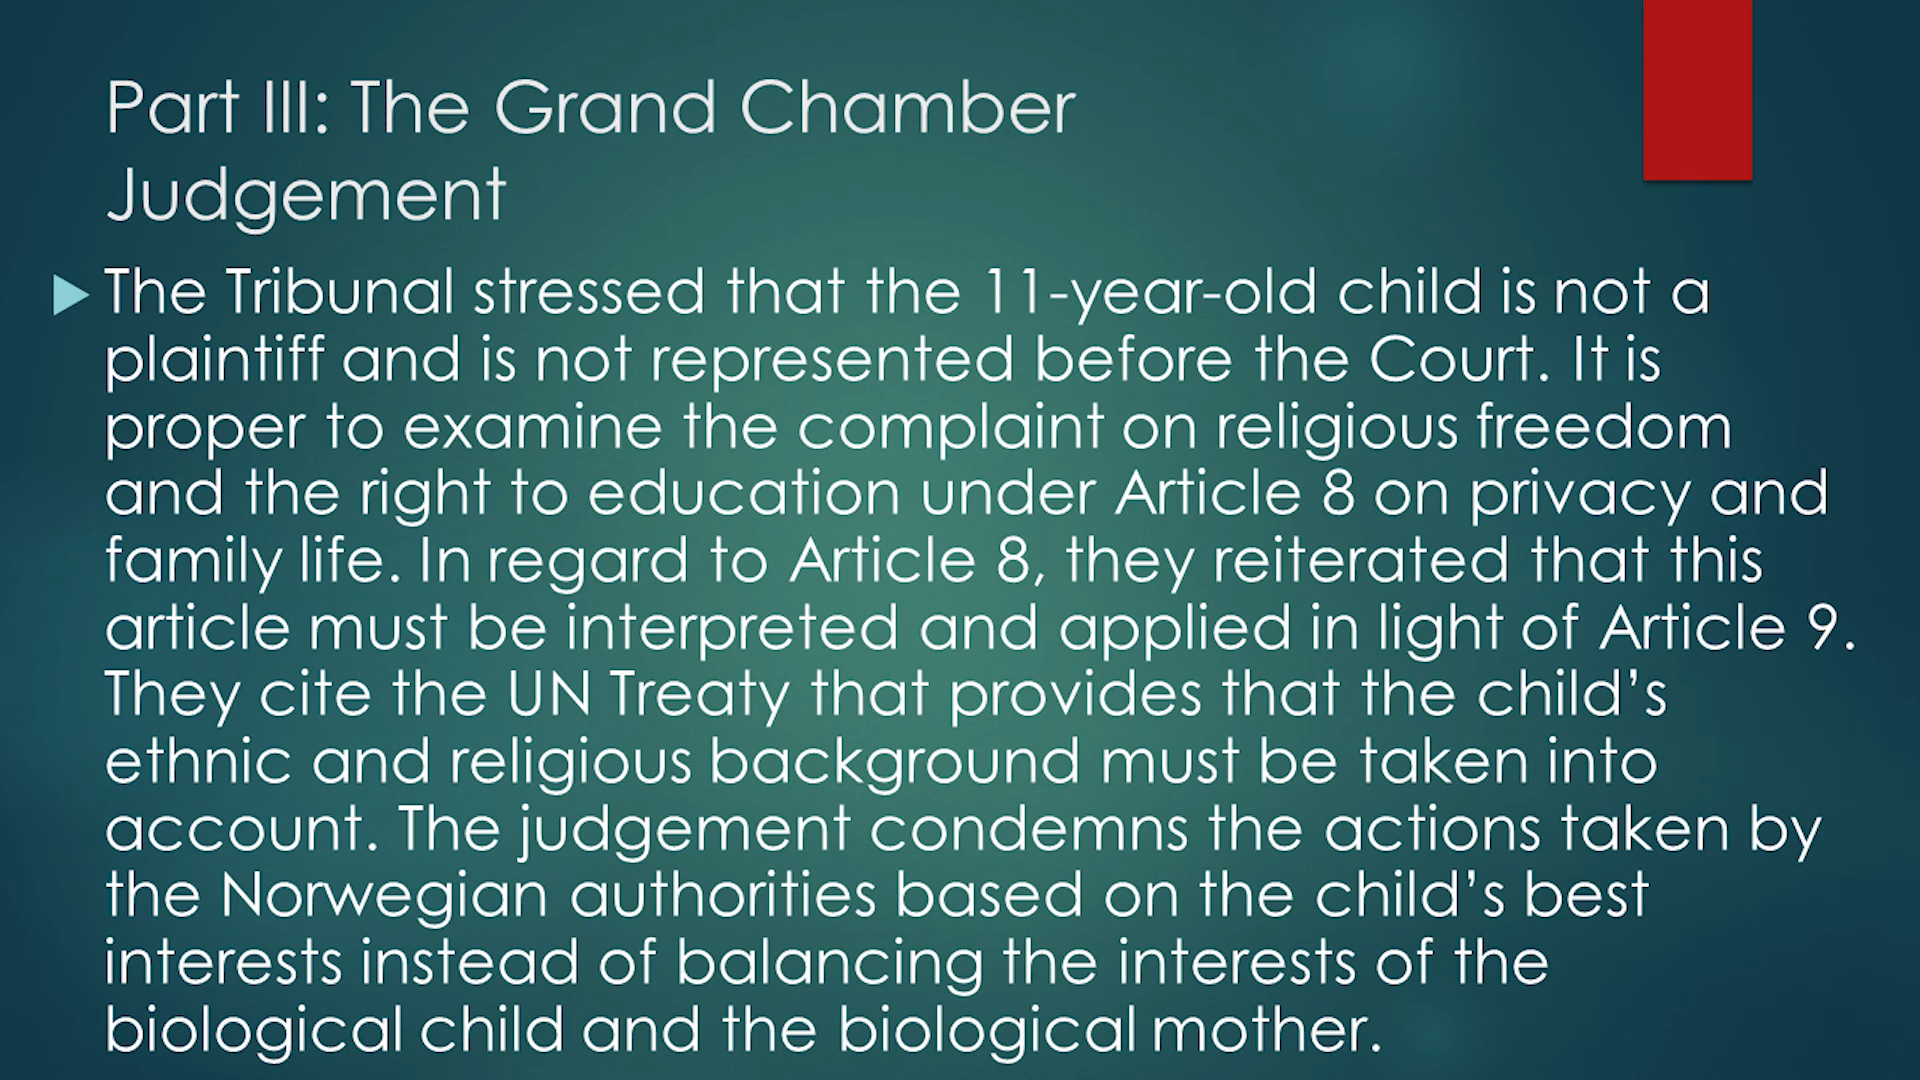 Part III: The Grand Chamber
Judgement
The Tribunal stressed that the 11-year-old child is not a
plaintiff and is not represented before the Court. It is
proper to examine the complaint on religious freedom
and the right to education under Article 8 on privacy and
family life. In regard to Article 8, they reiterated that this
article must be interpreted and applied in light of Article 9.
They cite the UN Treaty that provides that the child’s
ethnic and religious background must be taken into
account. The judgement condemns the actions taken by
the Norwegian authorities based on the child’s best
interests instead of balancing the interests of the
biological child and the biological mother.